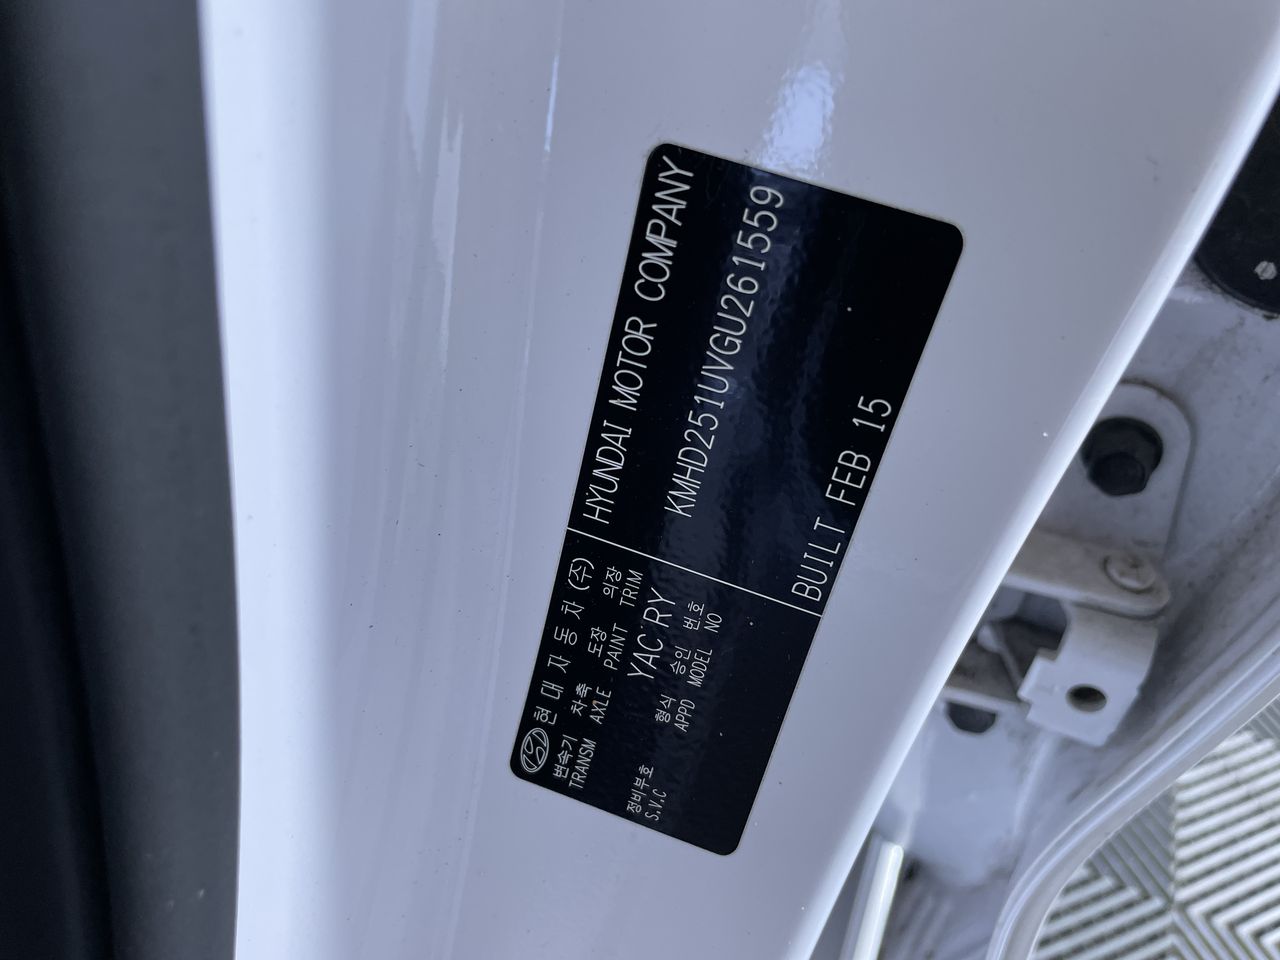 현 대 자 동 차 (주)
HYUNDAI MOTOR COMPANY
변속기 차축 도장 의장
TRANSM AXLE PAINT TRIM
YAC RY
KMHD251UVGU261559
정비부호 형식 승인 번호
S.V.C APPD MODEL NO
BUILT FEB 15